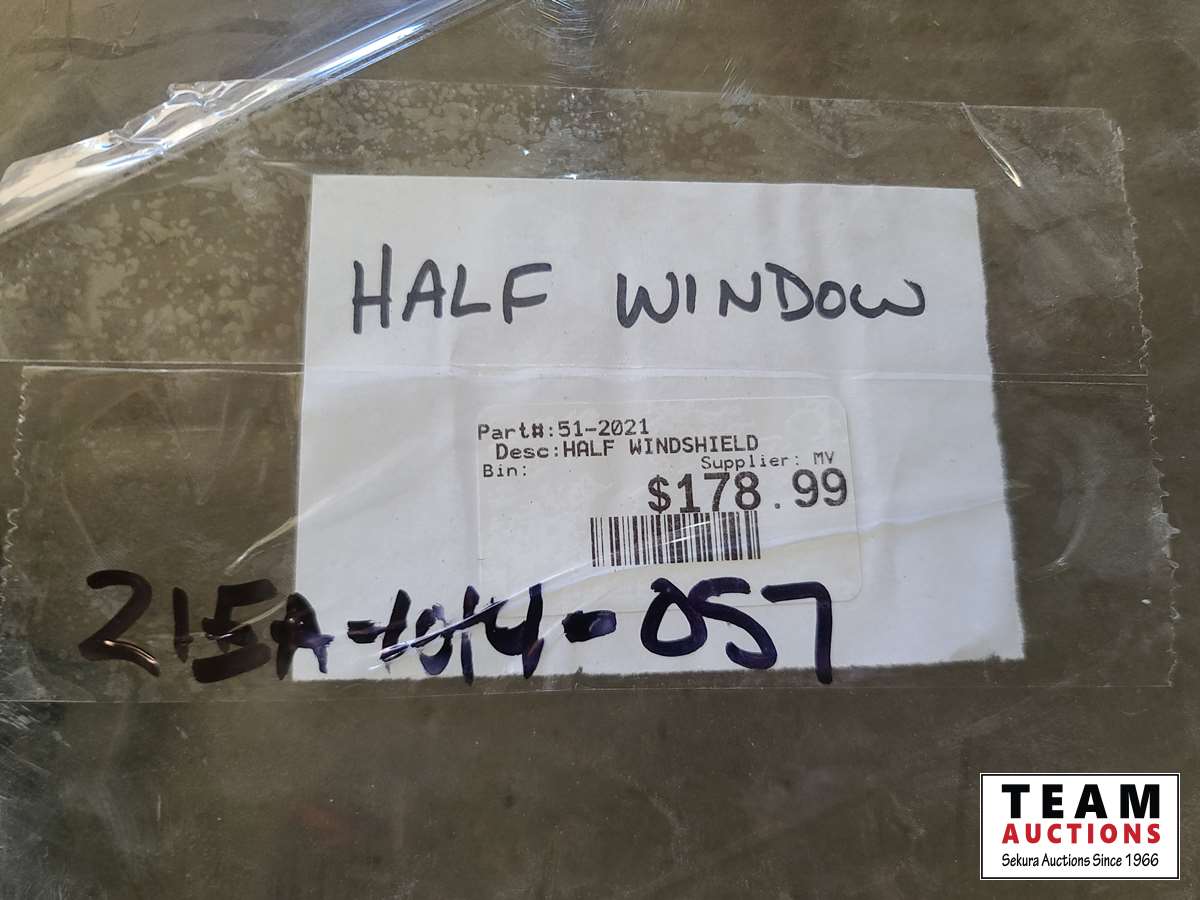 HALF WINDOW
Part#:51-2021
Desc:HALF WINDSHIELD
Bin: Supplier: MV
$178.99
215A-1014-057
TEAM
AUCTIONS
Sekura Auctions Since 1966